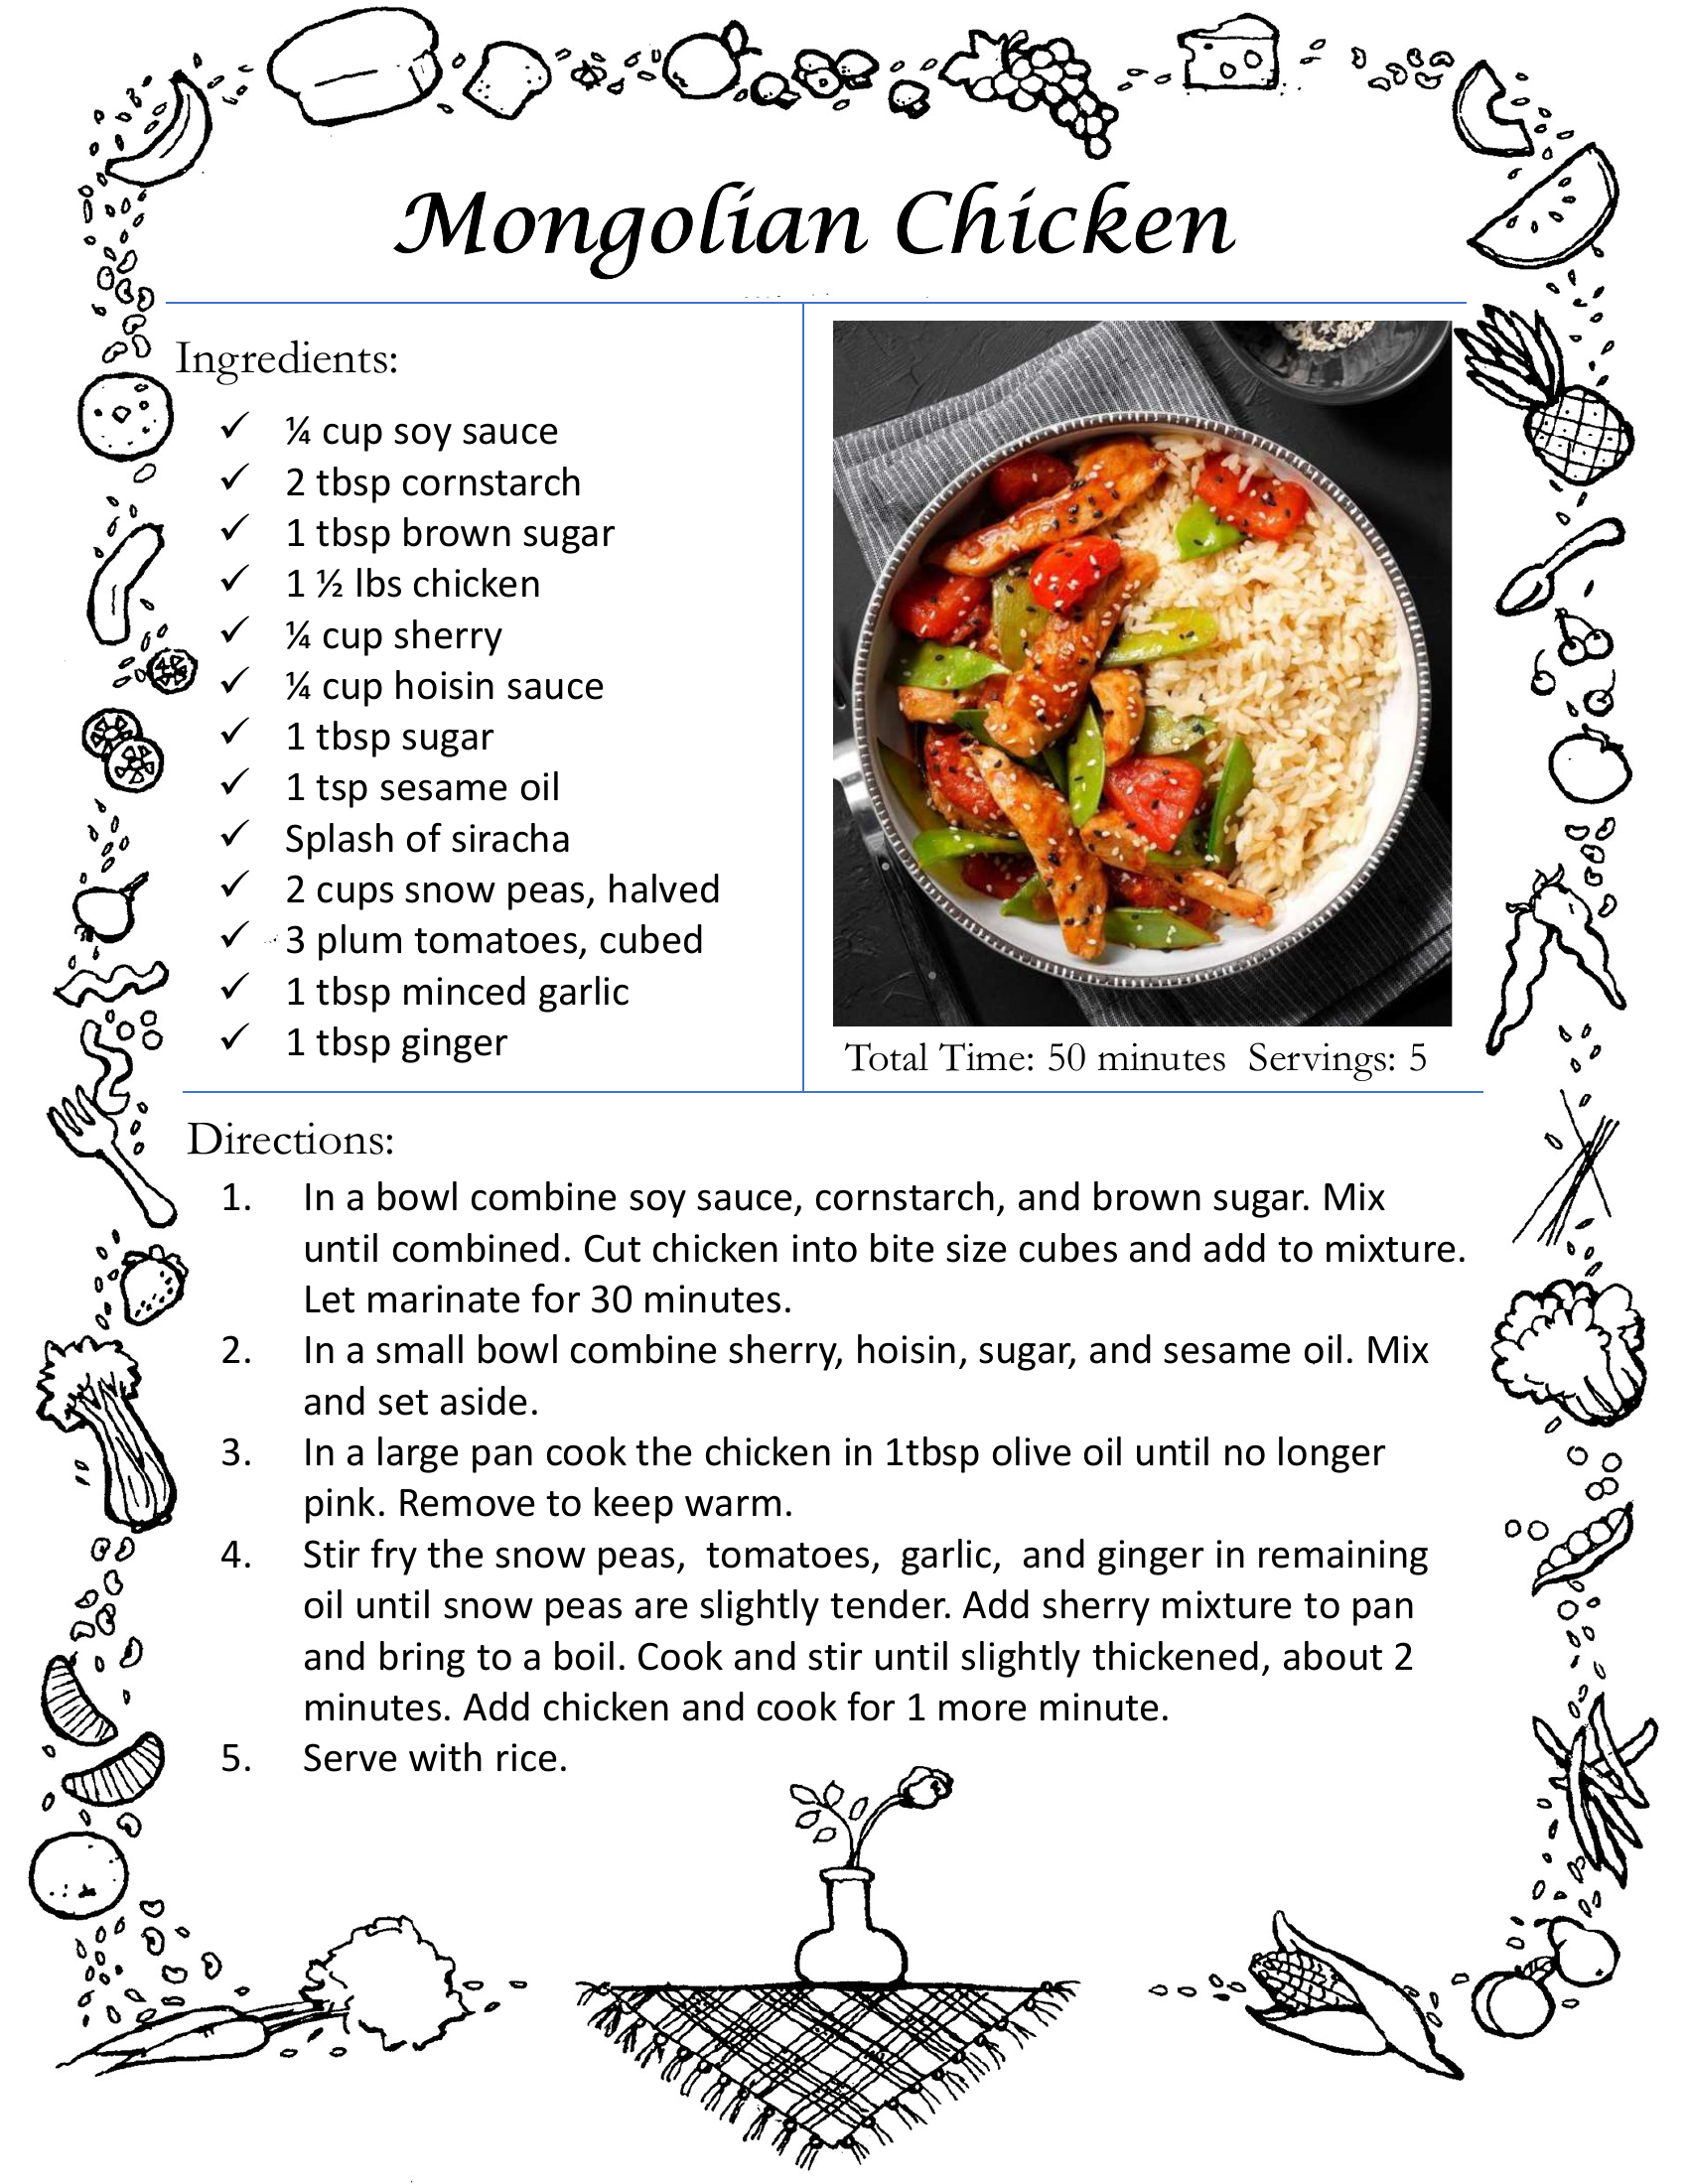 Mongolian Chicken
Ingredients:
✓ ¼ cup soy sauce
✓ 2 tbsp cornstarch
✓ 1 tbsp brown sugar
✓ 1 ½ lbs chicken
✓ ¼ cup sherry
✓ ¼ cup hoisin sauce
✓ 1 tbsp sugar
✓ 1 tsp sesame oil
✓ Splash of siracha
✓ 2 cups snow peas, halved
✓ 3 plum tomatoes, cubed
✓ 1 tbsp minced garlic
✓ 1 tbsp ginger
Total Time: 50 minutes  Servings: 5
Directions:
1. In a bowl combine soy sauce, cornstarch, and brown sugar. Mix
until combined. Cut chicken into bite size cubes and add to mixture.
Let marinate for 30 minutes.
2. In a small bowl combine sherry, hoisin, sugar, and sesame oil. Mix
and set aside.
3. In a large pan cook the chicken in 1tbsp olive oil until no longer
pink. Remove to keep warm.
4. Stir fry the snow peas,  tomatoes,  garlic,  and ginger in remaining
oil until snow peas are slightly tender. Add sherry mixture to pan
and bring to a boil. Cook and stir until slightly thickened, about 2
minutes. Add chicken and cook for 1 more minute.
5. Serve with rice.